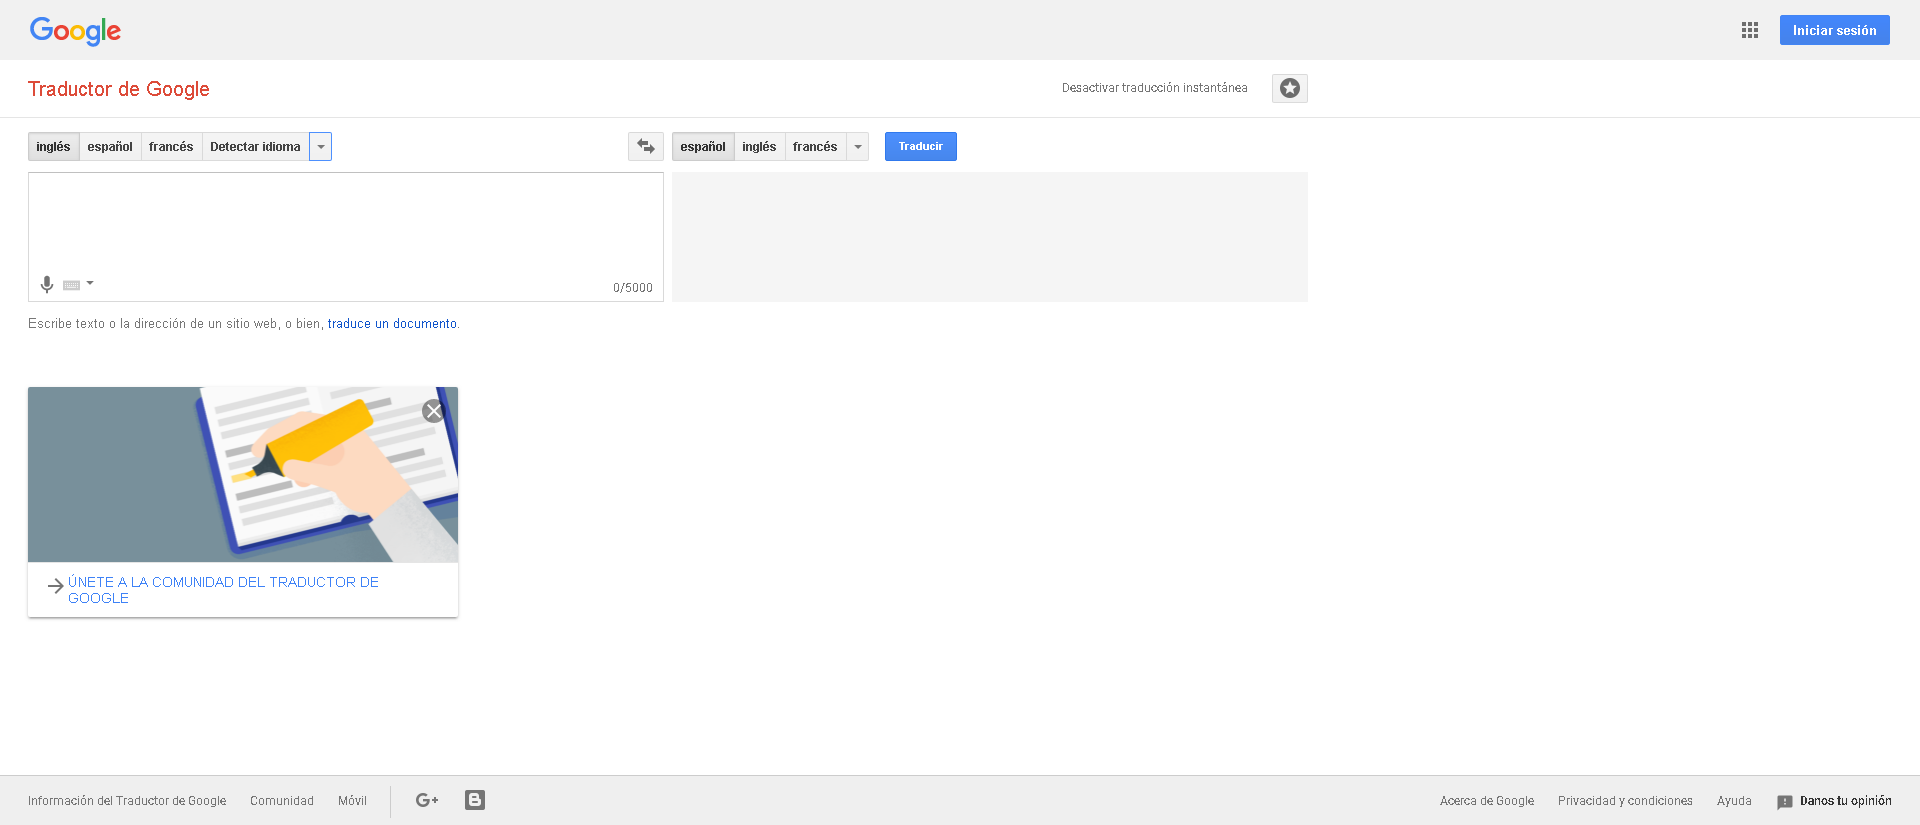 Google
Iniciar sesión
Traductor de Google
Desactivar traducción instantánea
inglés español francés Detectar idioma
español inglés francés
Traducir
0/5000
Escribe texto o la dirección de un sitio web, o bien, traduce un documento.
ÚNETE A LA COMUNIDAD DEL TRADUCTOR DE
GOOGLE
Información del Traductor de Google Comunidad Móvil G+ B Acerca de Google Privacidad y condiciones Ayuda Danos tu opinión